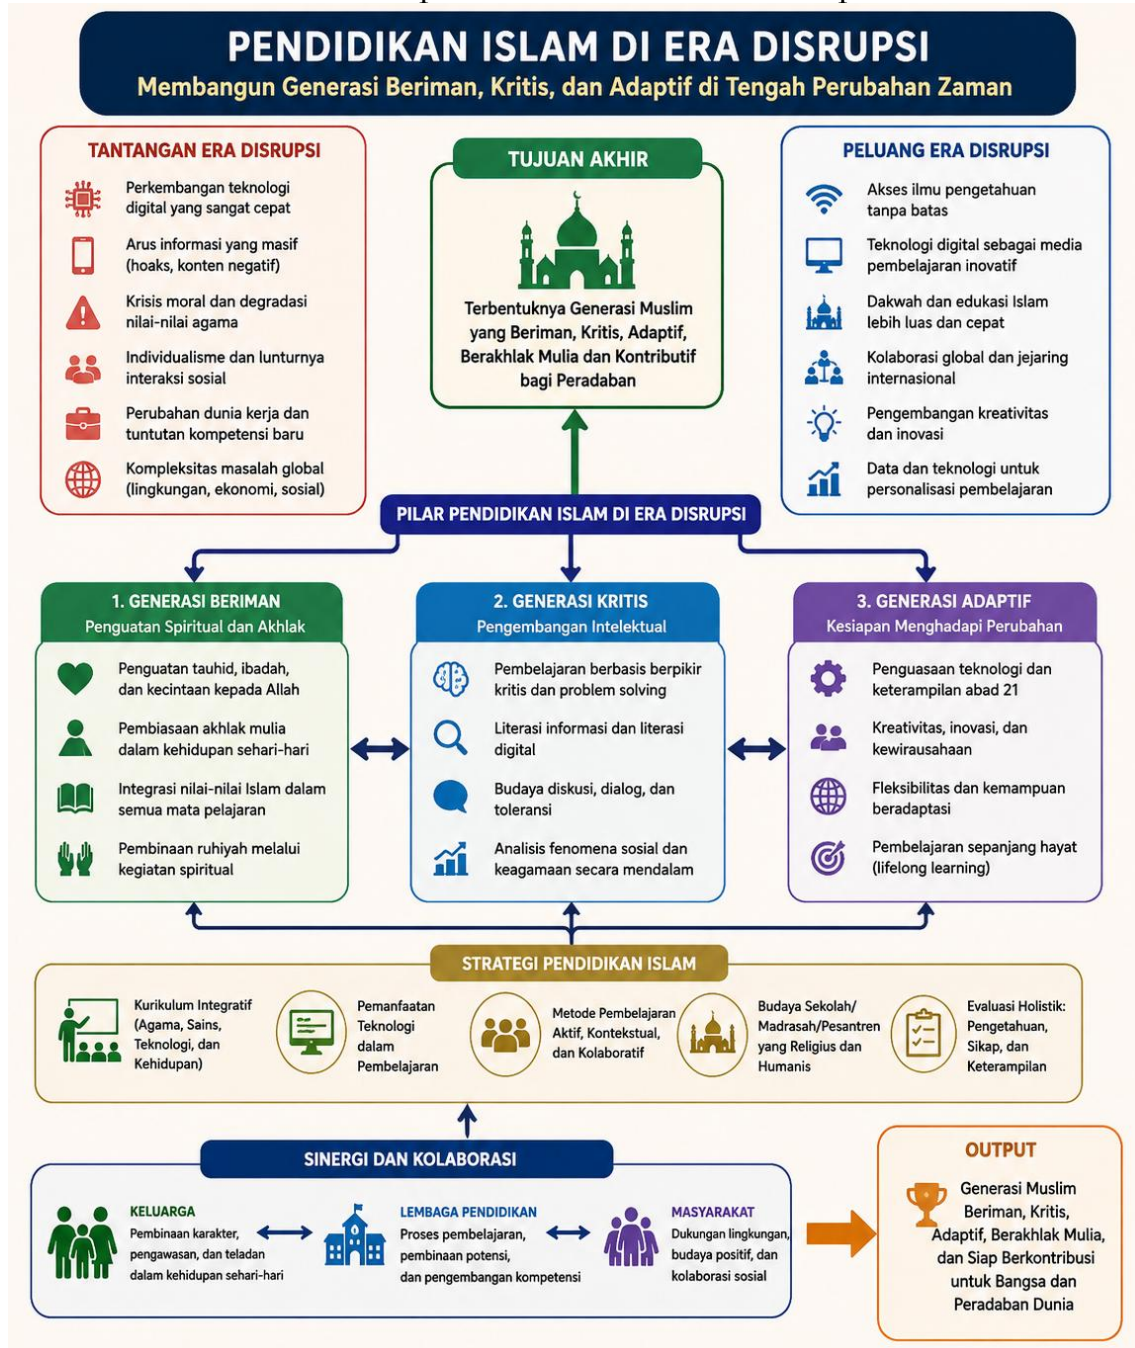 PENDIDIKAN ISLAM DI ERA DISRUPSI
Membangun Generasi Beriman, Kritis, dan Adaptif di Tengah Perubahan Zaman
TANTANGAN ERA DISRUPSI
Perkembangan teknologi
digital yang sangat cepat
Arus informasi yang masif
(hoaks, konten negatif)
Krisis moral dan degradasi
nilai-nilai agama
Individualisme dan lunturnya
interaksi sosial
Perubahan dunia kerja dan
tuntutan kompetensi baru
Kompleksitas masalah global
(lingkungan, ekonomi, sosial)
TUJUAN AKHIR
Terbentuknya Generasi Muslim
yang Beriman, Kritis, Adaptif,
Berakhlak Mulia dan Kontributif
bagi Peradaban
PELUANG ERA DISRUPSI
Akses ilmu pengetahuan
tanpa batas
Teknologi digital sebagai media
pembelajaran inovatif
Dakwah dan edukasi Islam
lebih luas dan cepat
Kolaborasi global dan jejaring
internasional
Pengembangan kreativitas
dan inovasi
Data dan teknologi untuk
personalisasi pembelajaran
PILAR PENDIDIKAN ISLAM DI ERA DISRUPSI
1. GENERASI BERIMAN
Penguatan Spiritual dan Akhlak
Penguatan tauhid, ibadah,
dan kecintaan kepada Allah
Pembiasaan akhlak mulia
dalam kehidupan sehari-hari
Integrasi nilai-nilai Islam dalam
semua mata pelajaran
Pembinaan ruhiyah melalui
kegiatan spiritual
2. GENERASI KRITIS
Pengembangan Intelektual
Pembelajaran berbasis berpikir
kritis dan problem solving
Literasi informasi dan literasi
digital
Budaya diskusi, dialog, dan
toleransi
Analisis fenomena sosial dan
keagamaan secara mendalam
3. GENERASI ADAPTIF
Kesiapan Menghadapi Perubahan
Penguasaan teknologi dan
keterampilan abad 21
Kreativitas, inovasi, dan
kewirausahaan
Fleksibilitas dan kemampuan
beradaptasi
Pembelajaran sepanjang hayat
(lifelong learning)
STRATEGI PENDIDIKAN ISLAM
Kurikulum Integratif
(Agama, Sains,
Teknologi, dan
Kehidupan)
Pemanfaatan
Teknologi
dalam
Pembelajaran
Metode Pembelajaran
Aktif, Kontekstual,
dan Kolaboratif
Budaya Sekolah/
Madrasah/Pesantren
yang Religius dan
Humanis
Evaluasi Holistik:
Pengetahuan,
Sikap, dan
Keterampilan
SINERGI DAN KOLABORASI
KELUARGA
Pembinaan karakter,
pengawasan, dan teladan
dalam kehidupan sehari-hari
LEMBAGA PENDIDIKAN
Proses pembelajaran,
pembinaan potensi,
dan pengembangan kompetensi
MASYARAKAT
Dukungan lingkungan,
budaya positif, dan
kolaborasi sosial
OUTPUT
Generasi Muslim
Beriman, Kritis,
Adaptif, Berakhlak Mulia,
dan Siap Berkontribusi
untuk Bangsa dan
Peradaban Dunia